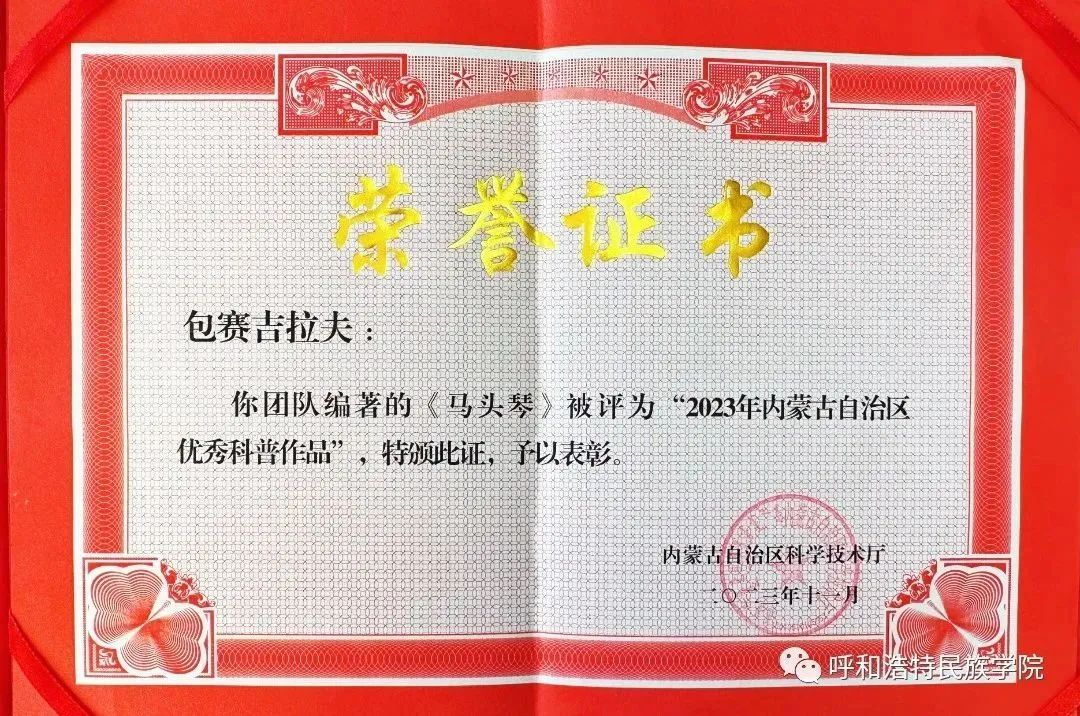 荣誉证书
包赛吉拉夫：
你团队编著的《马头琴》被评为“2023年内蒙古自治区
优秀科普作品”，特颁此证，予以表彰。
内蒙古自治区科学技术厅
二〇二三年十一月
呼和浩特民族学院